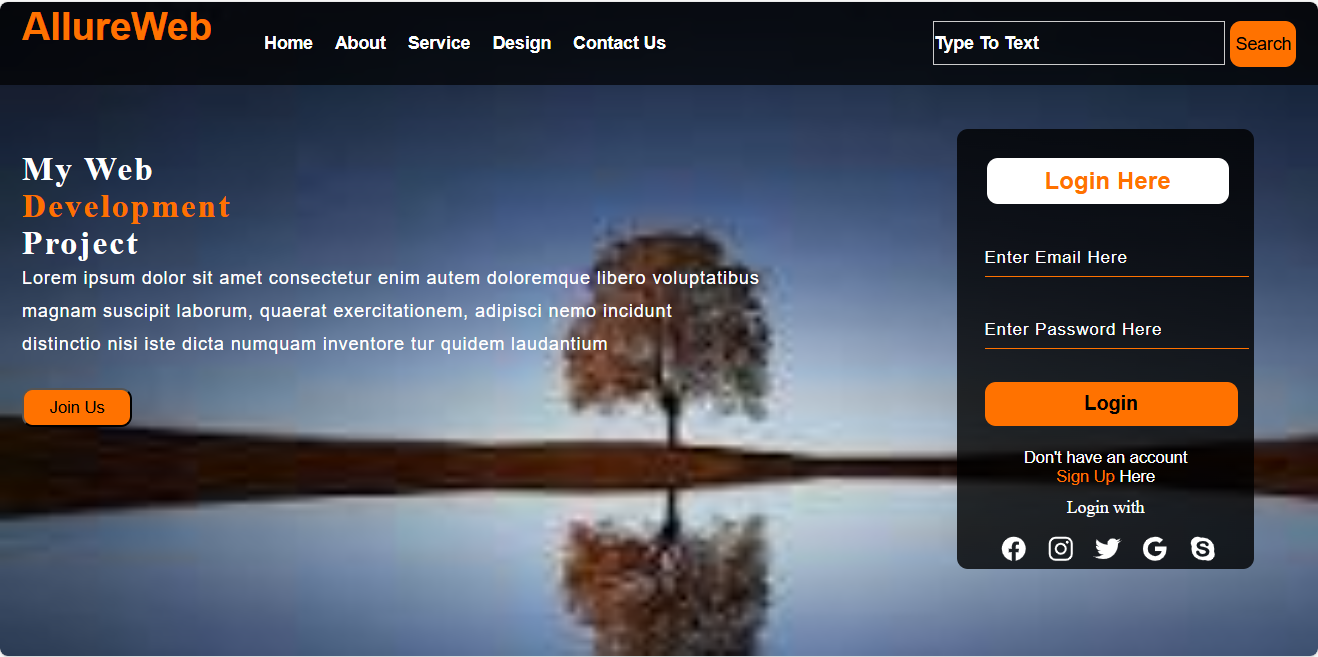 AllureWeb
Home About Service Design Contact Us
Type To Text
Search
My Web
Development
Project
Lorem ipsum dolor sit amet consectetur enim autem doloremque libero voluptatibus
magnam suscipit laborum, quaerat exercitationem, adipisci nemo incidunt
distinctio nisi iste dicta numquam inventore tur quidem laudantium
Join Us
Login Here
Enter Email Here
Enter Password Here
Login
Don't have an account
Sign Up Here
Login with